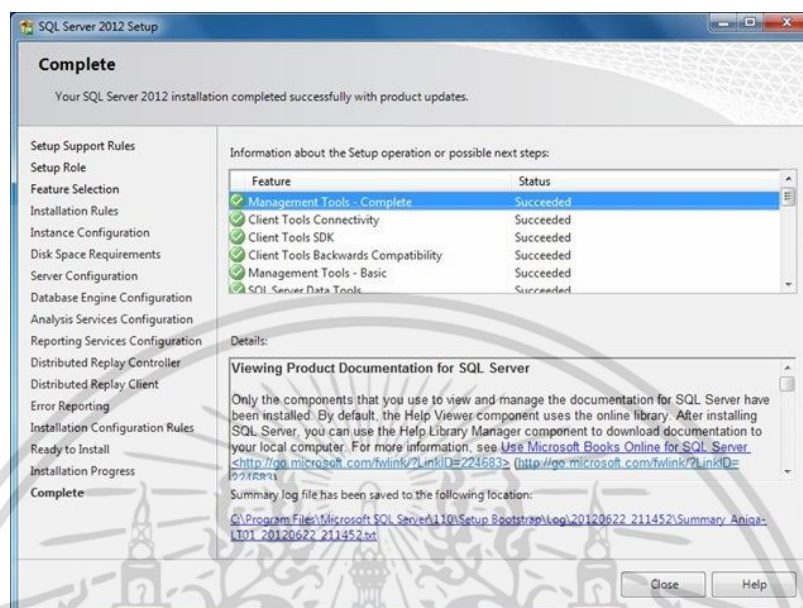 SQL Server 2012 Setup
Complete
Your SQL Server 2012 installation completed successfully with product updates.
Setup Support Rules
Setup Role
Feature Selection
Installation Rules
Instance Configuration
Disk Space Requirements
Server Configuration
Database Engine Configuration
Analysis Services Configuration
Reporting Services Configuration
Distributed Replay Controller
Distributed Replay Client
Error Reporting
Installation Configuration Rules
Ready to Install
Installation Progress
Complete
Information about the Setup operation or possible next steps:
Feature Status
Management Tools - Complete Succeeded
Client Tools Connectivity Succeeded
Client Tools SDK Succeeded
Client Tools Backwards Compatibility Succeeded
Management Tools - Basic Succeeded
SQL Server Data Tools Succeeded
Details:
Viewing Product Documentation for SQL Server
Only the components that you use to view and manage the documentation for SQL Server have
been installed. By default, the Help Viewer component uses the online library. After installing
SQL Server, you can use the Help Library Manager component to download documentation to
your local computer. For more information, see Use Microsoft Books Online for SQL Server
<http://go.microsoft.com/fwlink/?LinkID=224683> (http://go.microsoft.com/fwlink/?LinkID=
224683).
Summary log file has been saved to the following location:
C:\Program Files\Microsoft SQL Server\110\Setup Bootstrap\Log\20120622_211452\Summary_Aniqa-
LT01_20120622_211452.txt
Close Help